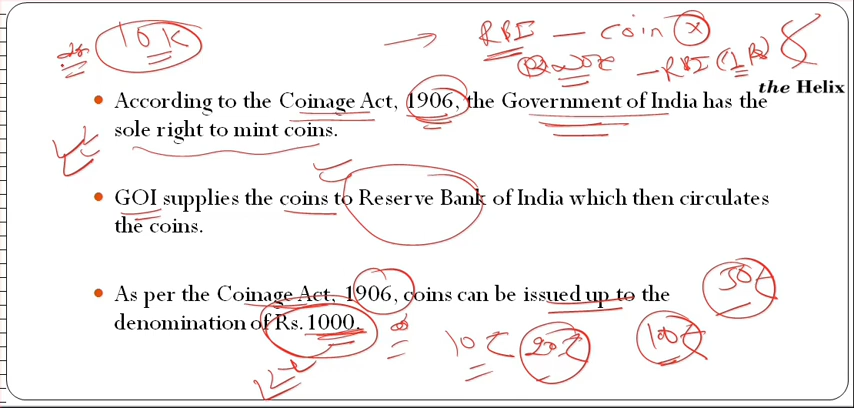 10 K
→ RBI — coin ⓧ
Note — RBI (1 Rs)
the Helix
• According to the Coinage Act, 1906, the Government of India has the
sole right to mint coins.
• GOI supplies the coins to Reserve Bank of India which then circulates
the coins.
• As per the Coinage Act, 1906, coins can be issued up to the
denomination of Rs. 1000.
10₹ 20₹ 100₹